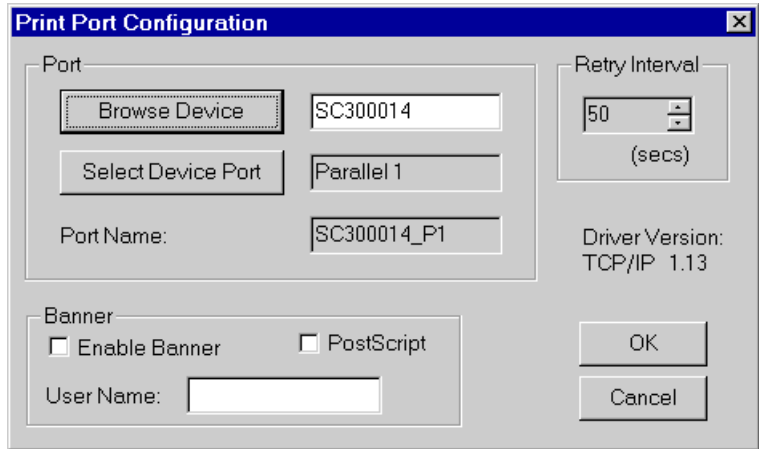 Print Port Configuration
Port
Browse Device
SC300014
Select Device Port
Parallel 1
Port Name:
SC300014_P1
Retry Interval
50
(secs)
Driver Version:
TCP/IP 1.13
Banner
Enable Banner
PostScript
User Name:
OK
Cancel